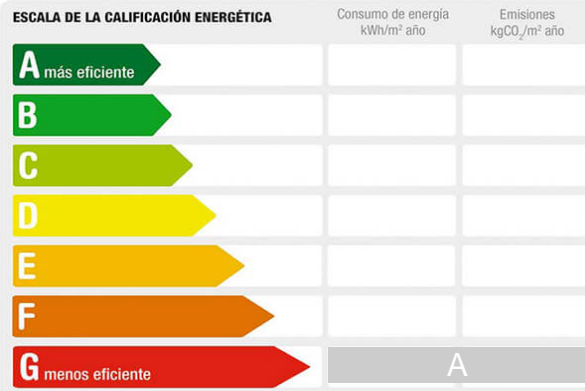 ESCALA DE LA CALIFICACIÓN ENERGÉTICA
Consumo de energía
kWh/m² año
Emisiones
kgCO₂/m² año
A más eficiente
B
C
D
E
F
G menos eficiente
A